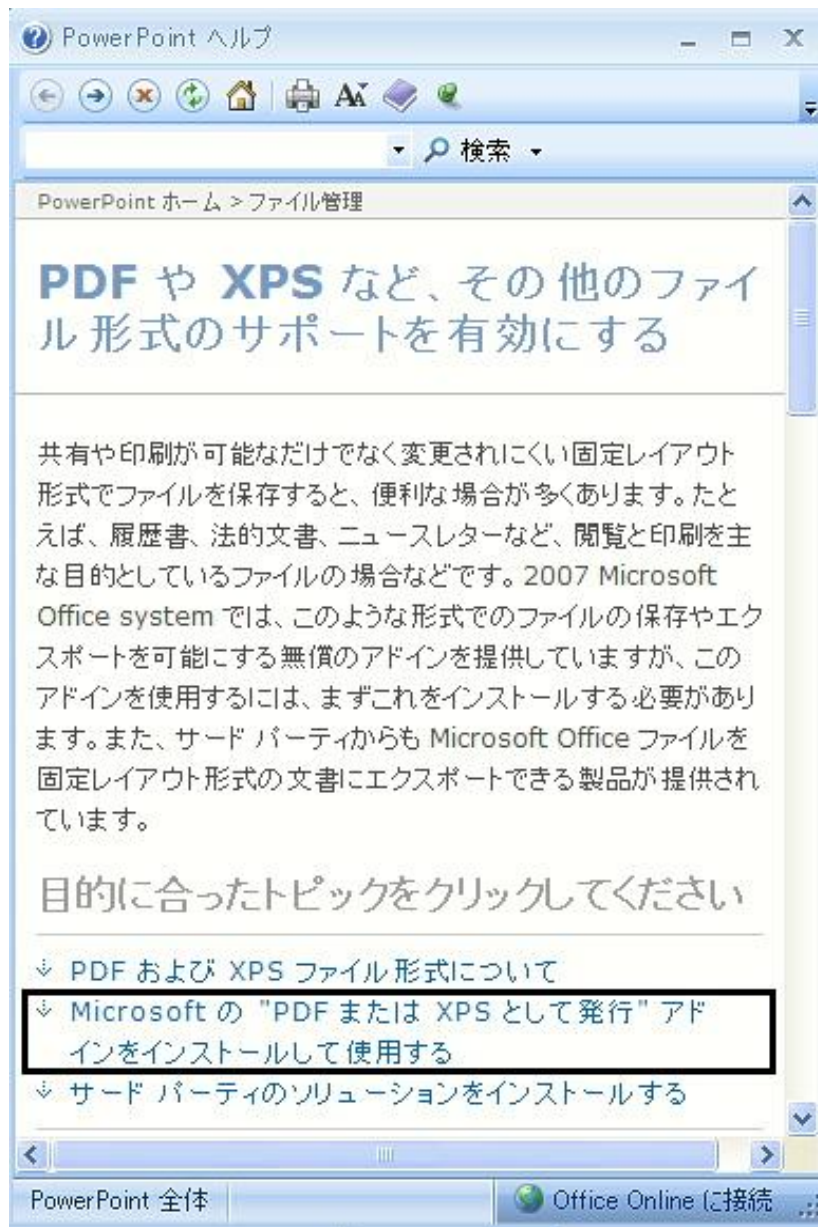 PowerPoint ヘルプ
検索
PowerPoint ホーム > ファイル管理
PDF や XPS など、その他のファイ
ル形式のサポートを有効にする
共有や印刷が可能なだけでなく変更されにくい固定レイアウト
形式でファイルを保存すると、便利な場合が多くあります。たと
えば、履歴書、法的文書、ニュースレターなど、閲覧と印刷を主
な目的としているファイルの場合などです。2007 Microsoft
Office system では、このような形式でのファイルの保存やエク
スポートを可能にする無償のアドインを提供していますが、この
アドインを使用するには、まずこれをインストールする必要があり
ます。また、サード パーティからも Microsoft Office ファイルを
固定レイアウト形式の文書にエクスポートできる製品が提供され
ています。
目的に合ったトピックをクリックしてください
PDF および XPS ファイル形式について
Microsoft の "PDF または XPS として発行" アド
インをインストールして使用する
サード パーティのソリューションをインストールする
PowerPoint 全体
Office Online に接続